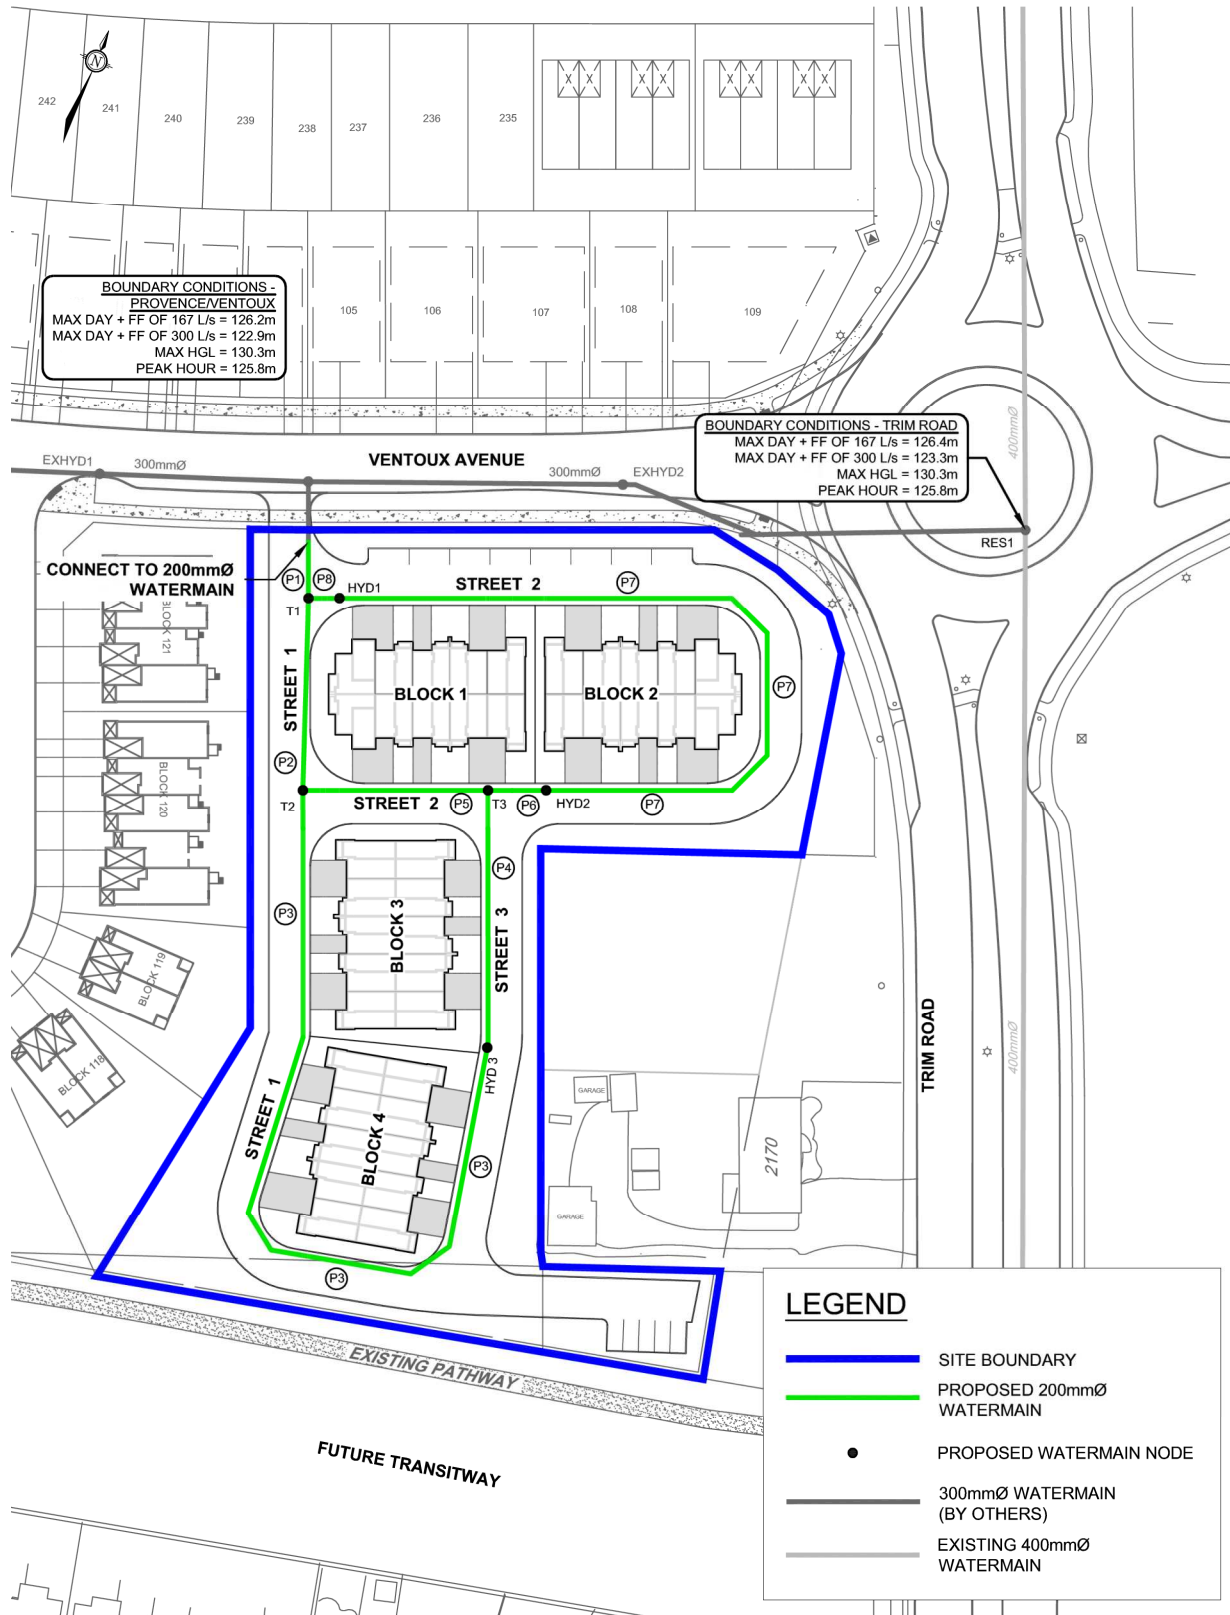 N
242
241
240
239
238
237
236
235
BOUNDARY CONDITIONS -
PROVENCE/VENTOUX
MAX DAY + FF OF 167 L/s = 126.2m
MAX DAY + FF OF 300 L/s = 122.9m
MAX HGL = 130.3m
PEAK HOUR = 125.8m
105
106
107
108
109
BOUNDARY CONDITIONS - TRIM ROAD
MAX DAY + FF OF 167 L/s = 126.4m
MAX DAY + FF OF 300 L/s = 123.3m
MAX HGL = 130.3m
PEAK HOUR = 125.8m
400mmØ
EXHYD1
300mmØ
VENTOUX AVENUE
300mmØ
EXHYD2
RES1
CONNECT TO 200mmØ
WATERMAIN
P1
P8
HYD1
STREET 2
P7
T1
BLOCK 121
STREET 1
BLOCK 1
BLOCK 2
P7
P2
BLOCK 120
T2
STREET 2
P5
T3
P6
HYD2
P7
P4
P3
BLOCK 3
STREET 3
BLOCK 119
BLOCK 118
HYD 3
TRIM ROAD
400mmØ
STREET 1
BLOCK 4
P3
P3
GARAGE
2170
GARAGE
EXISTING PATHWAY
FUTURE TRANSITWAY
LEGEND
SITE BOUNDARY
PROPOSED 200mmØ
WATERMAIN
PROPOSED WATERMAIN NODE
300mmØ WATERMAIN
(BY OTHERS)
EXISTING 400mmØ
WATERMAIN